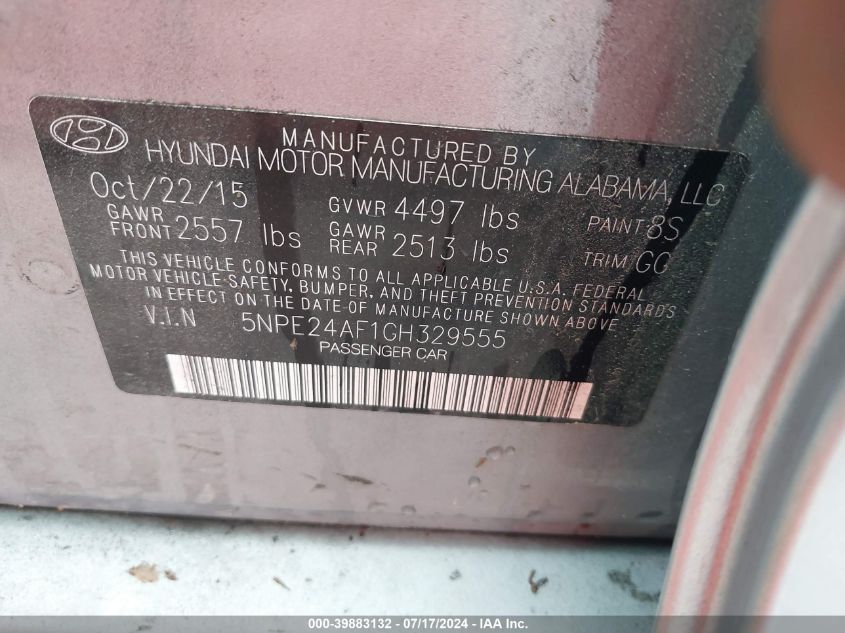 MANUFACTURED BY
HYUNDAI MOTOR MANUFACTURING ALABAMA, LLC
Oct/22/15 GVWR 4497 lbs PAINT 8S
GAWR FRONT 2557 lbs GAWR REAR 2513 lbs TRIM GG
THIS VEHICLE CONFORMS TO ALL APPLICABLE U.S.A. FEDERAL
MOTOR VEHICLE SAFETY, BUMPER, AND THEFT PREVENTION STANDARDS
IN EFFECT ON THE DATE OF MANUFACTURE SHOWN ABOVE
V.I.N 5NPE24AF1GH329555
PASSENGER CAR
000-39883132 - 07/17/2024 - IAA Inc.